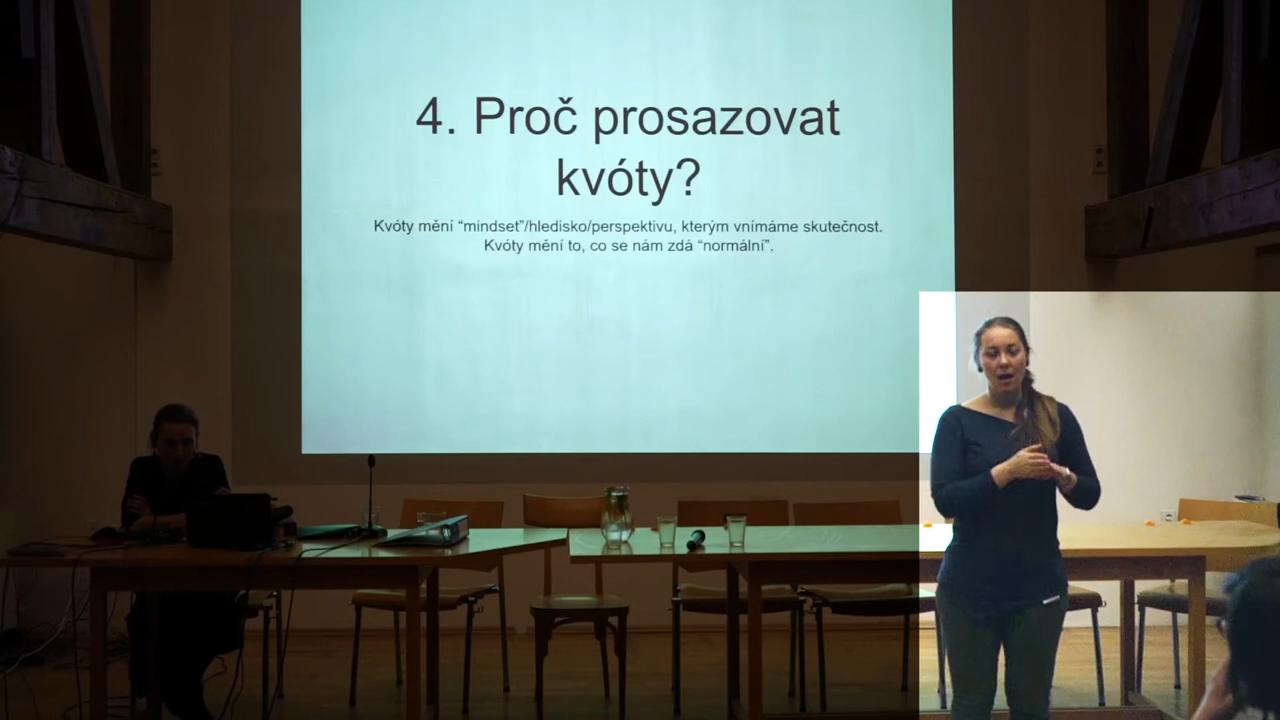 4. Proč prosazovat
kvóty?
Kvóty mění “mindset”/hledisko/perspektivu, kterým vnímáme skutečnost.
Kvóty mění to, co se nám zdá “normální”.